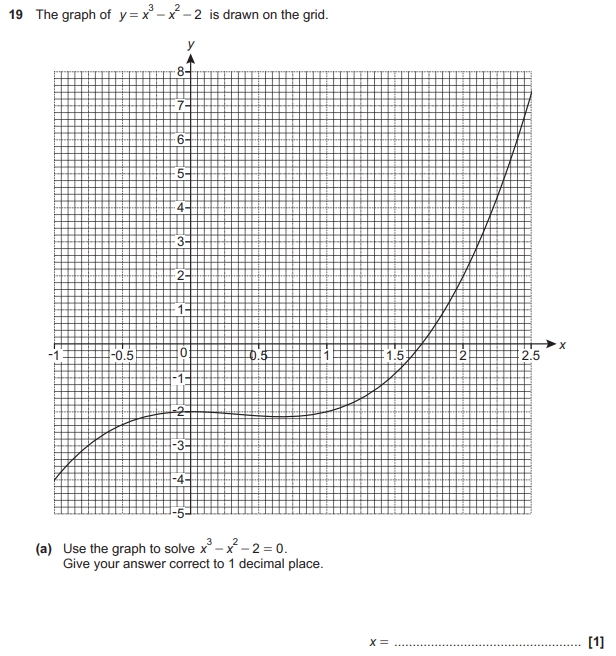 19 The graph of y = x³ – x² – 2 is drawn on the grid.
y
8
7
6
5
4
3
2
1
-1 -0.5 0 0.5 1 1.5 2 2.5 x
-1
-2
-3
-4
-5
(a) Use the graph to solve x³ – x² – 2 = 0.
Give your answer correct to 1 decimal place.
x = ........................................................ [1]